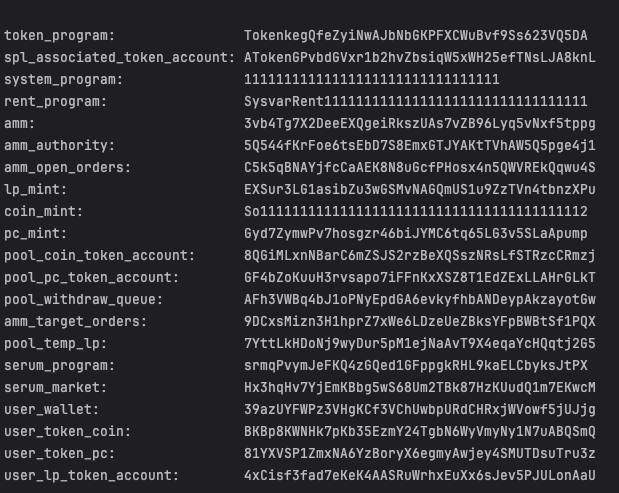 token_program: TokenkegQfeZyiNwAJbNbGKPFXCWuBvf9Ss623VQ5DA
spl_associated_token_account: ATokenGPvbdGVxr1b2hvZbsiqW5xWH25efTNsLJA8knL
system_program: 11111111111111111111111111111111
rent_program: SysvarRent111111111111111111111111111111111
amm: 3vb4Tg7X2DeeEXQgeiRkszUAs7vZB96Lyq5vNxf5tppg
amm_authority: 5Q544fKrFoe6tsEbD7S8EmxGTJYAKtTVhAW5Q5pge4j1
amm_open_orders: C5k5qBNAYjfcCaAEK8N8uGcfPHosx4n5QWVREkQqwu4S
lp_mint: EXSur3LG1asibZu3wGSMvNAGQmUS1u9ZzTVn4tbnzXPu
coin_mint: So11111111111111111111111111111111111111112
pc_mint: Gyd7ZymwPv7hosgzr46biJYMC6tq65LG3v5SLaApump
pool_coin_token_account: 8QGiMLxnNBarC6mZSJS2rzBeXQSszNRsLfSTRzcCRmzj
pool_pc_token_account: GF4bZoKuuH3rvsapo7iFFnKxXSZ8T1EdZExLLAHrGLkT
pool_withdraw_queue: AFh3VWBq4bJ1oPNyEpdGA6evkyfhbANDeypAkzayotGw
amm_target_orders: 9DCxsMizn3H1hprZ7xWe6LDzeUeZBksYFpBWBtSf1PQX
pool_temp_lp: 7YttLkHDoNj9wyDur5pM1ejNaAvT9X4eqaYcHQqtj2G5
serum_program: srmqPvymJeFKQ4zGQed1GFppgkRHL9kaELCbyksJtPX
serum_market: Hx3hqHv7YjEmKBbg5wS68Um2TBk87HzKUudQ1m7EKwcM
user_wallet: 39azUYFWPz3VHgKCf3VChUwbpURdCHRxjWVowf5jUJjg
user_token_coin: BKBp8KWNHk7pKb35EzmY24TgbN6WyVmyNy1N7uABQSmQ
user_token_pc: 81YXVSP1ZmxNA6YzBoryX6egmyAwjey4SMUTDsuTru3z
user_lp_token_account: 4xCisf3fad7eKeK4AASRuWrhxEuXx6sJev5PJULonAaU